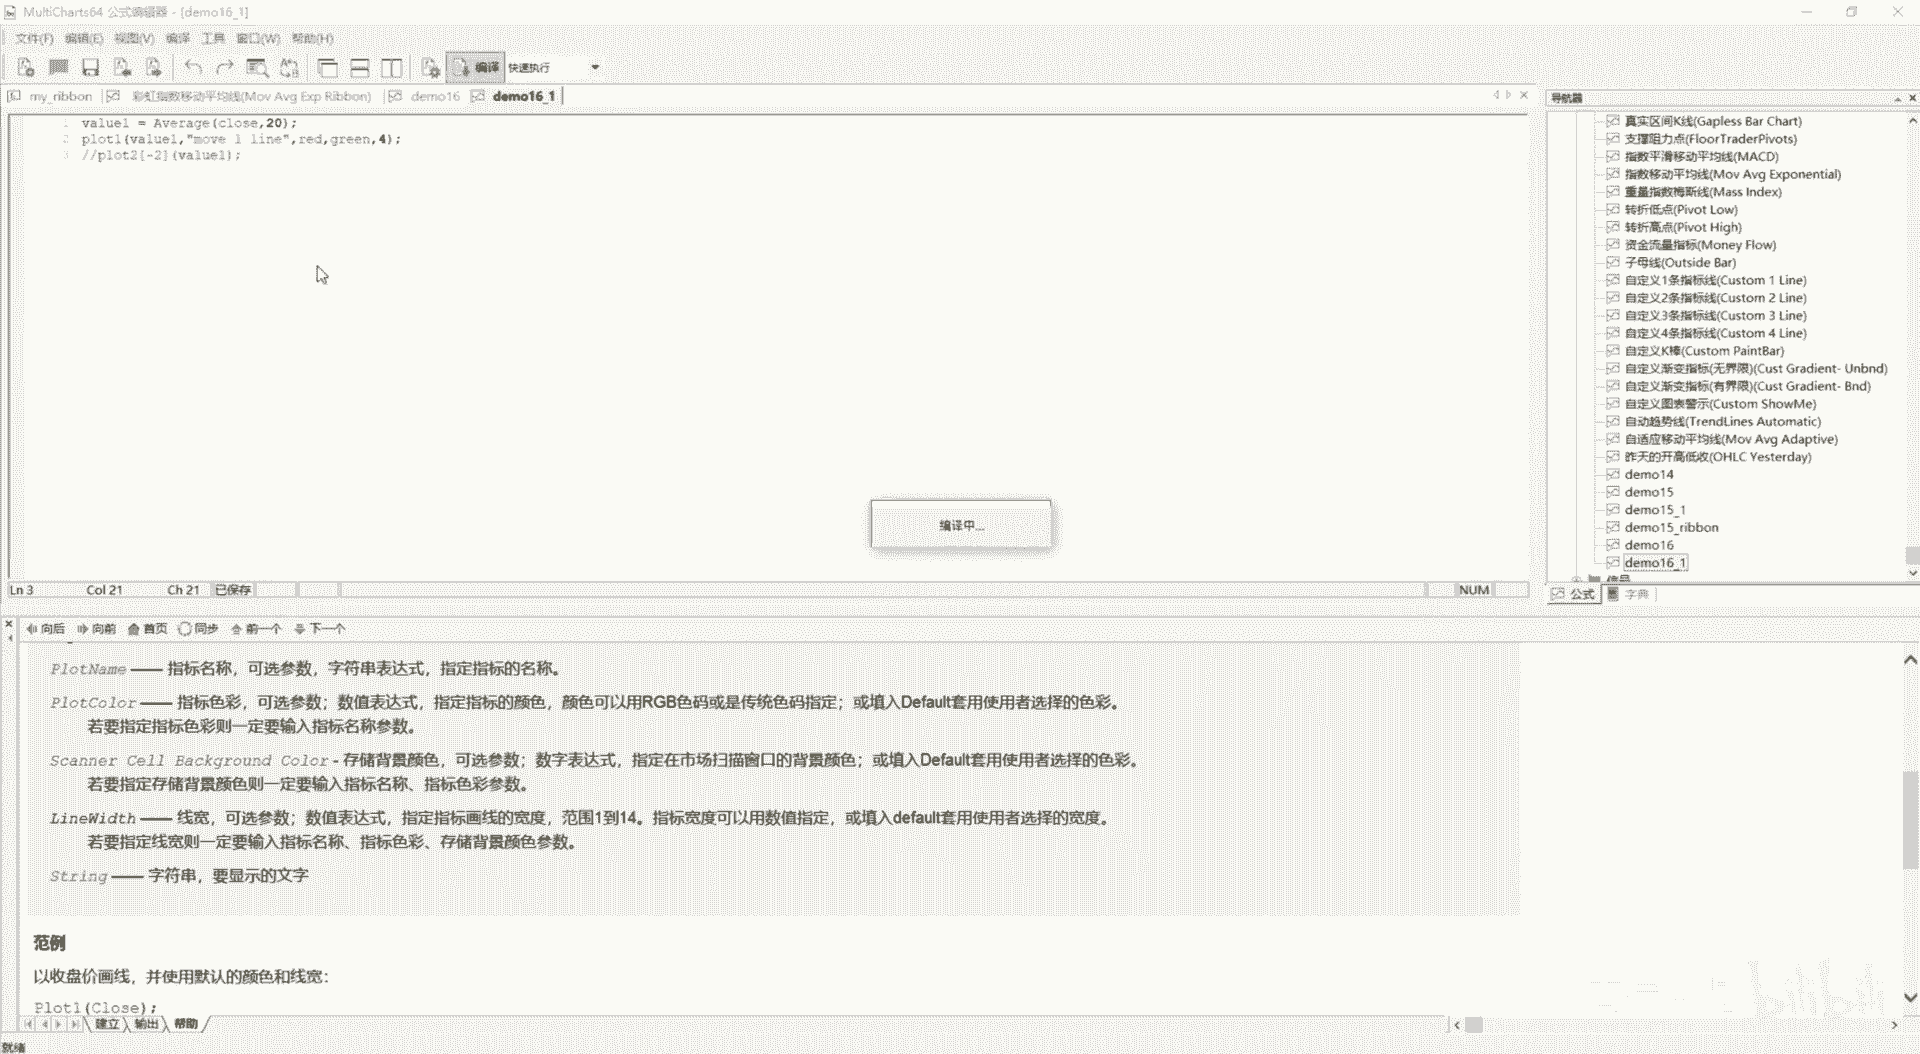 MultiCharts64 公式编辑器 - [demo16_1]
文件(F) 编辑(E) 视图(V) 编译 工具 窗口(W) 帮助(H)
编译 快速执行
my_ribbon 彩虹指数移动平均线(Mov Avg Exp Ribbon) demo16 demo16_1
1 value1 = Average(close,20);
2 plot1(value1,"move 1 line",red,green,4);
3 //plot2[-2](value1);
编译中...
Ln 3 Col 21 Ch 21 已保存 NUM
导航器
真实区间K线(Gapless Bar Chart)
支撑阻力点(FloorTraderPivots)
指数平滑移动平均线(MACD)
指数移动平均线(Mov Avg Exponential)
重量指数梅斯线(Mass Index)
转折低点(Pivot Low)
转折高点(Pivot High)
资金流量指标(Money Flow)
子母线(Outside Bar)
自定义1条指标线(Custom 1 Line)
自定义2条指标线(Custom 2 Line)
自定义3条指标线(Custom 3 Line)
自定义4条指标线(Custom 4 Line)
自定义K棒(Custom PaintBar)
自定义渐变指标(无界限)(Cust Gradient- Unbnd)
自定义渐变指标(有界限)(Cust Gradient- Bnd)
自定义图表警示(Custom ShowMe)
自动趋势线(TrendLines Automatic)
自适应移动平均线(Mov Avg Adaptive)
昨天的开高低收(OHLC Yesterday)
demo14
demo15
demo15_1
demo15_ribbon
demo16
demo16_1
信号
公式 字典
向后 向前 首页 同步 前一个 下一个
PlotName —— 指标名称，可选参数，字符串表达式，指定指标的名称。
PlotColor —— 指标色彩，可选参数；数值表达式，指定指标的颜色，颜色可以用RGB色码或是传统色码指定；或填入Default套用使用者选择的色彩。
若要指定指标色彩则一定要输入指标名称参数。
Scanner Cell Background Color - 存储背景颜色，可选参数；数字表达式，指定在市场扫描窗口的背景颜色；或填入Default套用使用者选择的色彩。
若要指定存储背景颜色则一定要输入指标名称、指标色彩参数。
LineWidth —— 线宽，可选参数；数值表达式，指定指标画线的宽度，范围1到14。指标宽度可以用数值指定，或填入default套用使用者选择的宽度。
若要指定线宽则一定要输入指标名称、指标色彩、存储背景颜色参数。
String —— 字符串，要显示的文字
范例
以收盘价画线，并使用默认的颜色和线宽：
Plot1(Close);
建立 输出 帮助
就绪
bilibili